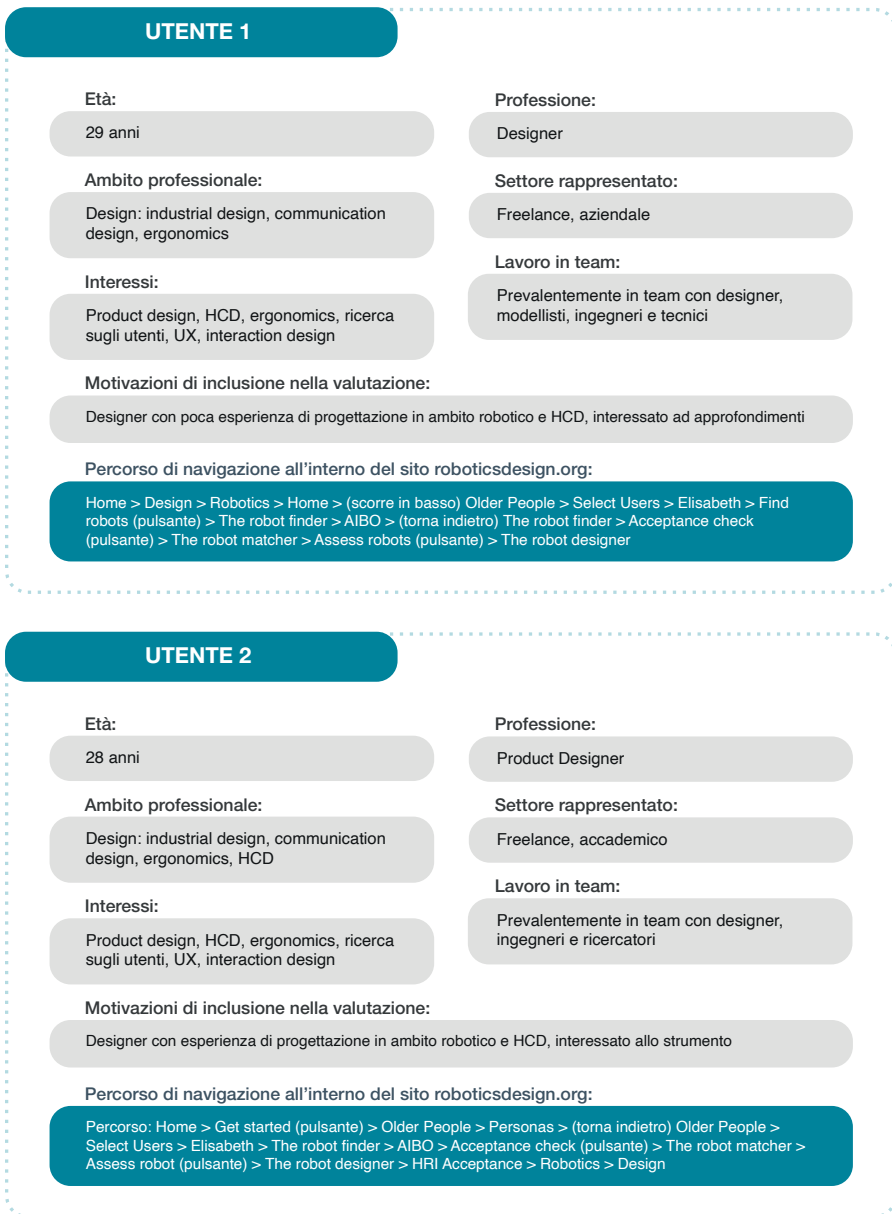 UTENTE 1
Età:
29 anni
Professione:
Designer
Ambito professionale:
Design: industrial design, communication
design, ergonomics
Settore rappresentato:
Freelance, aziendale
Interessi:
Product design, HCD, ergonomics, ricerca
sugli utenti, UX, interaction design
Lavoro in team:
Prevalentemente in team con designer,
modellisti, ingegneri e tecnici
Motivazioni di inclusione nella valutazione:
Designer con poca esperienza di progettazione in ambito robotico e HCD, interessato ad approfondimenti
Percorso di navigazione all'interno del sito roboticsdesign.org:
Home > Design > Robotics > Home > (scorre in basso) Older People > Select Users > Elisabeth > Find
robots (pulsante) > The robot finder > AIBO > (torna indietro) The robot finder > Acceptance check
(pulsante) > The robot matcher > Assess robots (pulsante) > The robot designer
UTENTE 2
Età:
28 anni
Professione:
Product Designer
Ambito professionale:
Design: industrial design, communication
design, ergonomics, HCD
Settore rappresentato:
Freelance, accademico
Interessi:
Product design, HCD, ergonomics, ricerca
sugli utenti, UX, interaction design
Lavoro in team:
Prevalentemente in team con designer,
ingegneri e ricercatori
Motivazioni di inclusione nella valutazione:
Designer con esperienza di progettazione in ambito robotico e HCD, interessato allo strumento
Percorso di navigazione all'interno del sito roboticsdesign.org:
Percorso: Home > Get started (pulsante) > Older People > Personas > (torna indietro) Older People >
Select Users > Elisabeth > The robot finder > AIBO > Acceptance check (pulsante) > The robot matcher >
Assess robot (pulsante) > The robot designer > HRI Acceptance > Robotics > Design